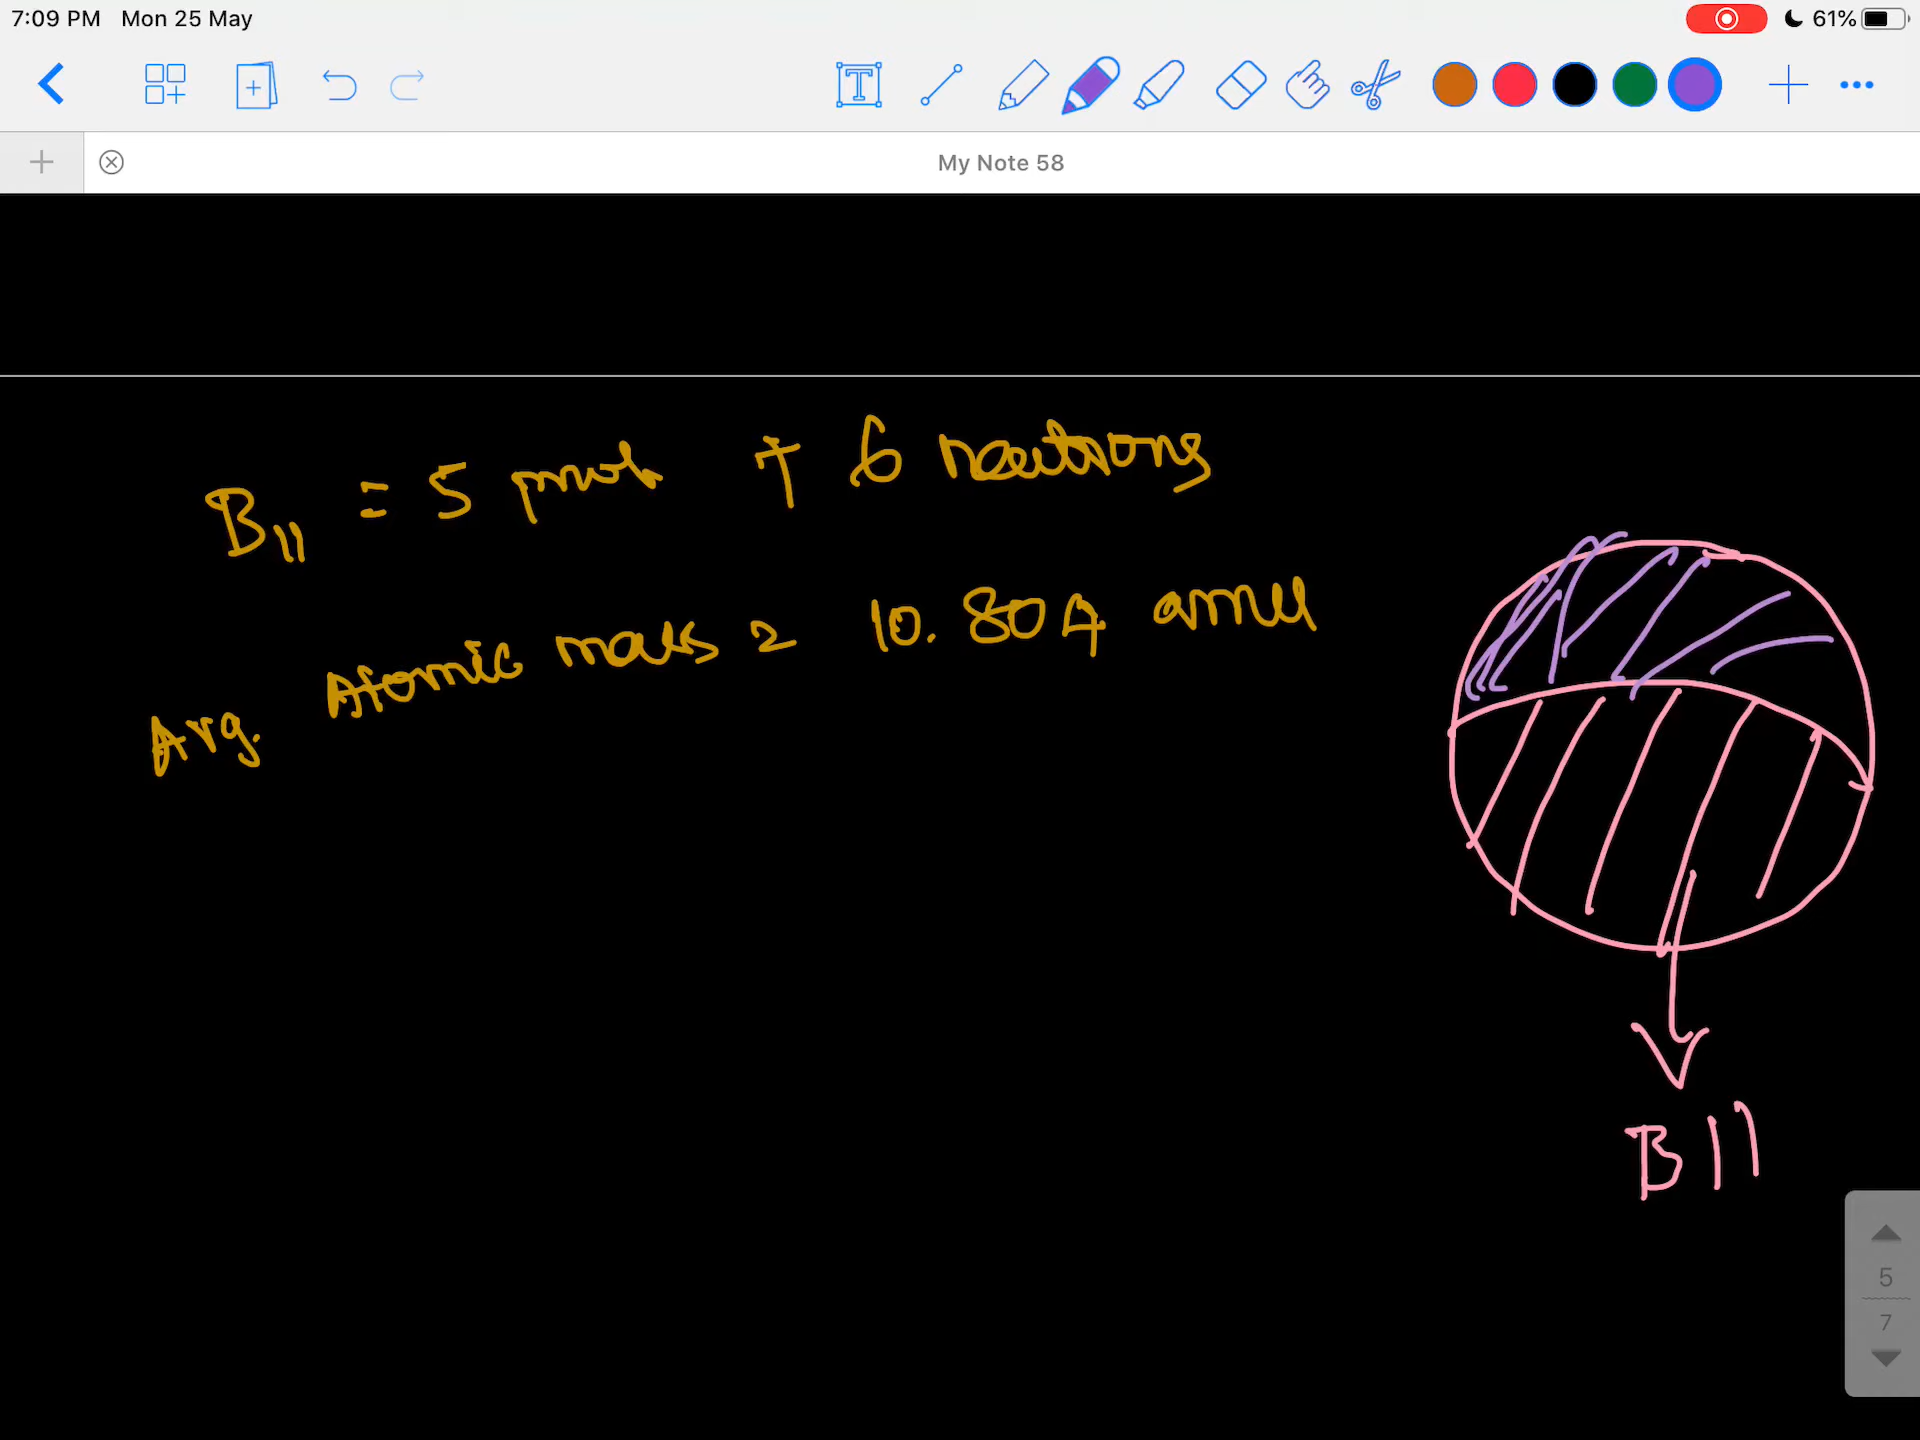 7:09 PM Mon 25 May 61%
T
My Note 58
B11 = 5 prot + 6 neutrons
Avg. Atomic mass = 10.804 amu
B11
5
7